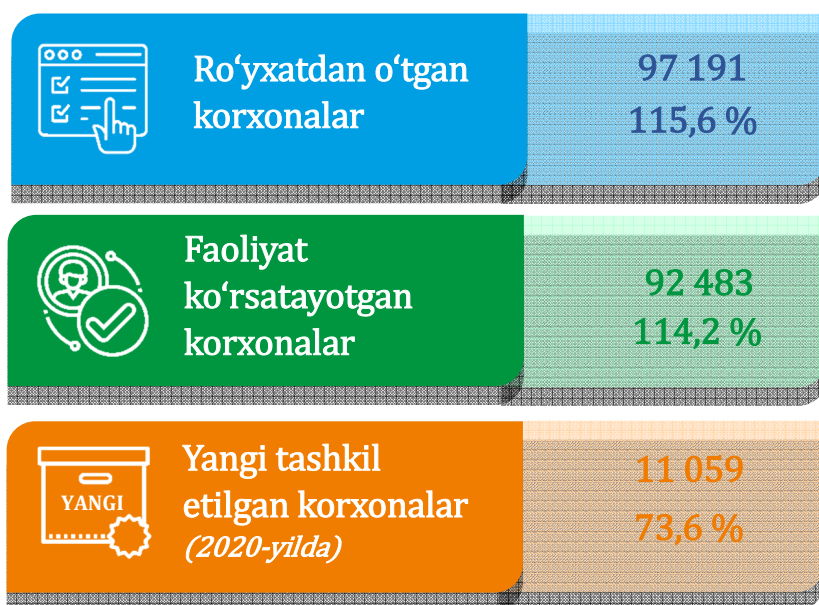 Ro‘yxatdan o‘tgan
korxonalar
97 191
115,6 %
Faoliyat
ko‘rsatayotgan
korxonalar
92 483
114,2 %
YANGI
Yangi tashkil
etilgan korxonalar
(2020-yilda)
11 059
73,6 %